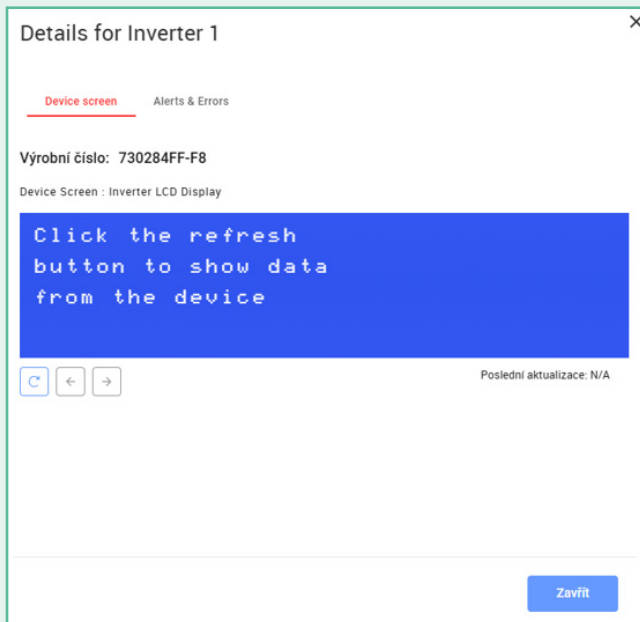 Details for Inverter 1
Device screen Alerts & Errors
Výrobní číslo: 730284FF-F8
Device Screen : Inverter LCD Display
Click the refresh
button to show data
from the device
Poslední aktualizace: N/A
Zavřít